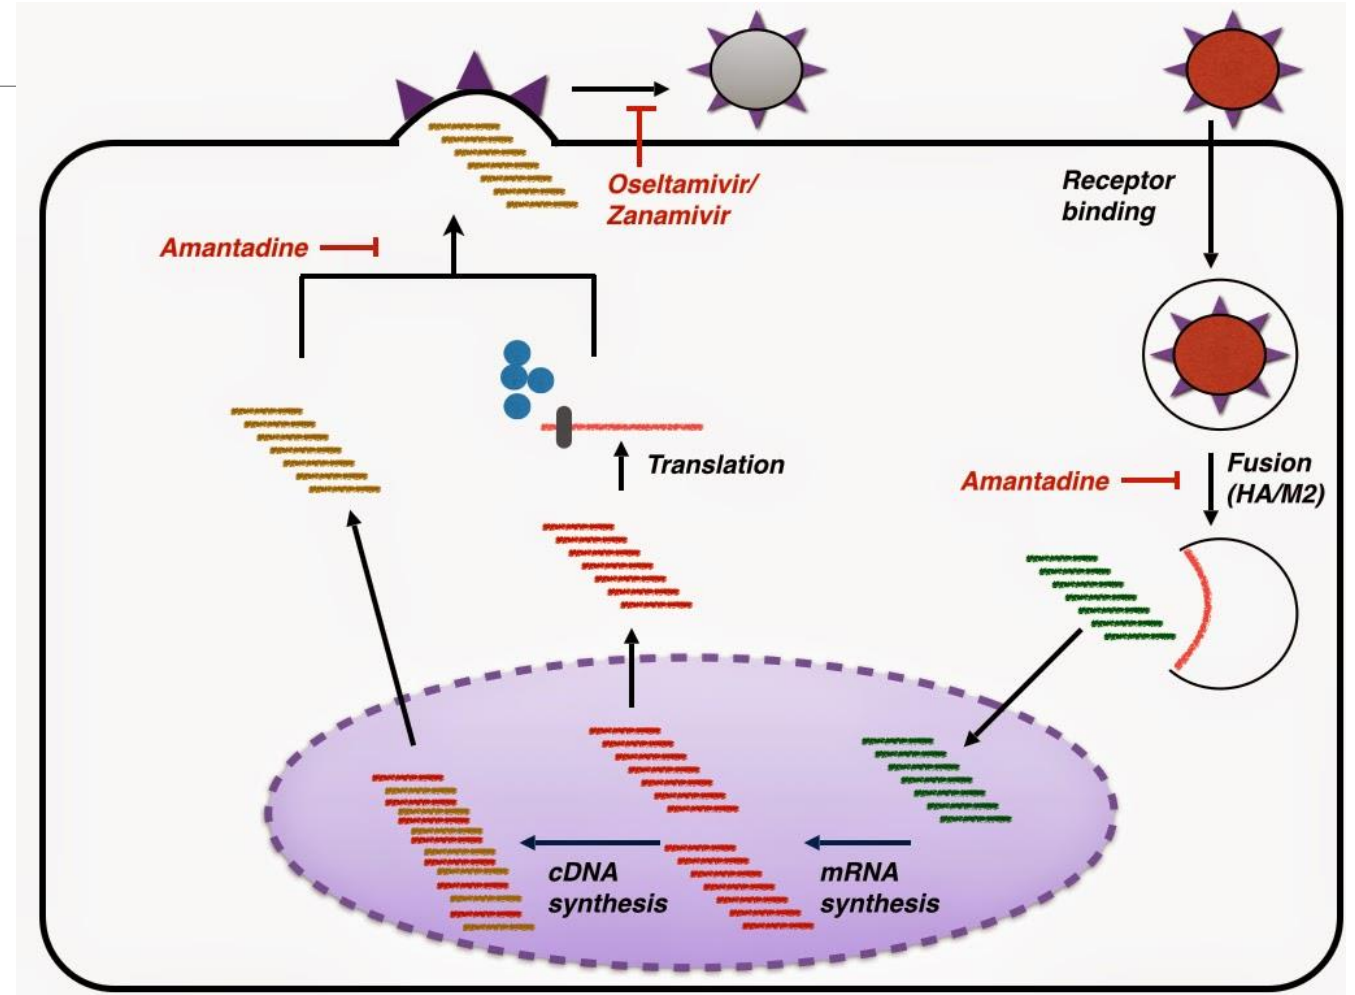 Oseltamivir/
Zanamivir
Receptor
binding
Amantadine
Translation
Amantadine
Fusion
(HA/M2)
cDNA
synthesis
mRNA
synthesis